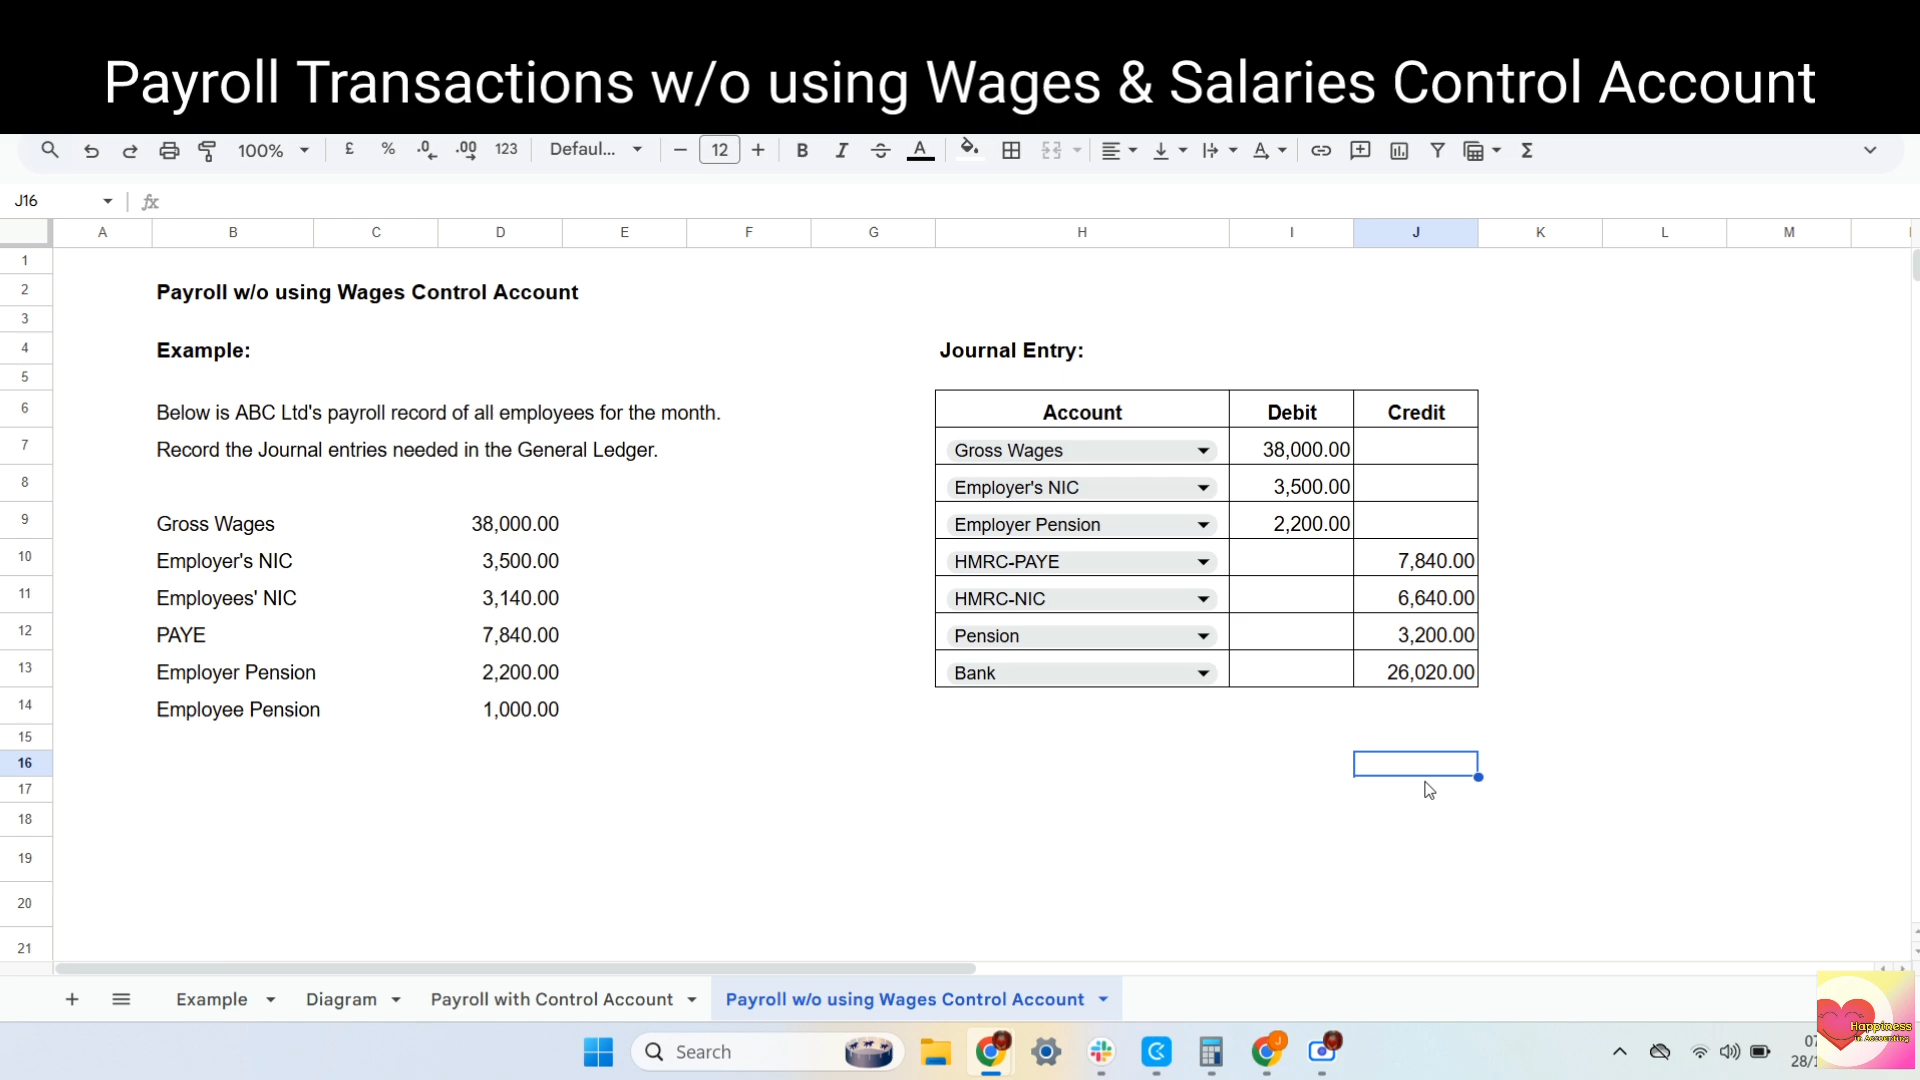 Payroll Transactions w/o using Wages & Salaries Control Account
100% £ % .0 .00 123 Defaul... 12 B I A
J16 fx
A B C D E F G H I J K L M
1
2 Payroll w/o using Wages Control Account
3
4 Example: Journal Entry:
5
6 Below is ABC Ltd's payroll record of all employees for the month. Account Debit Credit
7 Record the Journal entries needed in the General Ledger. Gross Wages 38,000.00
8 Employer's NIC 3,500.00
9 Gross Wages 38,000.00 Employer Pension 2,200.00
10 Employer's NIC 3,500.00 HMRC-PAYE 7,840.00
11 Employees' NIC 3,140.00 HMRC-NIC 6,640.00
12 PAYE 7,840.00 Pension 3,200.00
13 Employer Pension 2,200.00 Bank 26,020.00
14 Employee Pension 1,000.00
15
16
17
18
19
20
21
Example Diagram Payroll with Control Account Payroll w/o using Wages Control Account
Search
Happiness
in Accounting